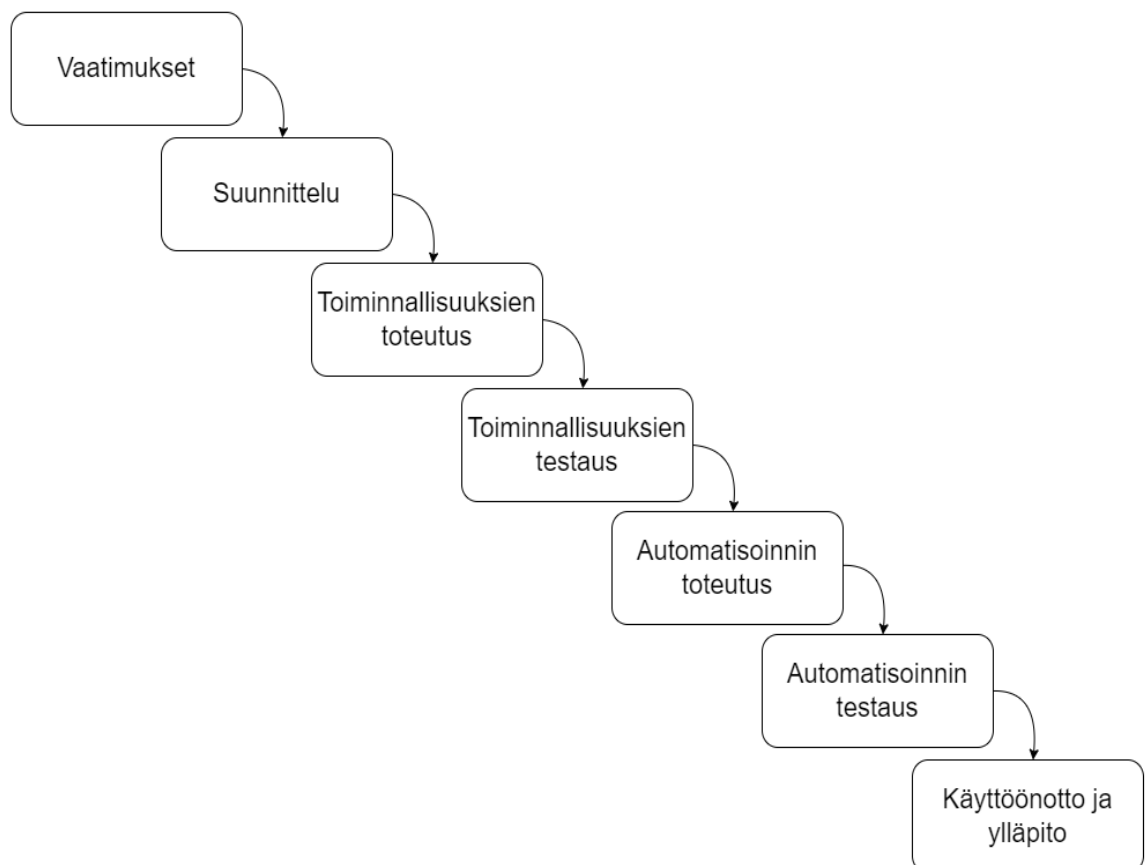 Vaatimukset
Suunnittelu
Toiminnallisuuksien
toteutus
Toiminnallisuuksien
testaus
Automatisoinnin
toteutus
Automatisoinnin
testaus
Käyttöönotto ja
ylläpito